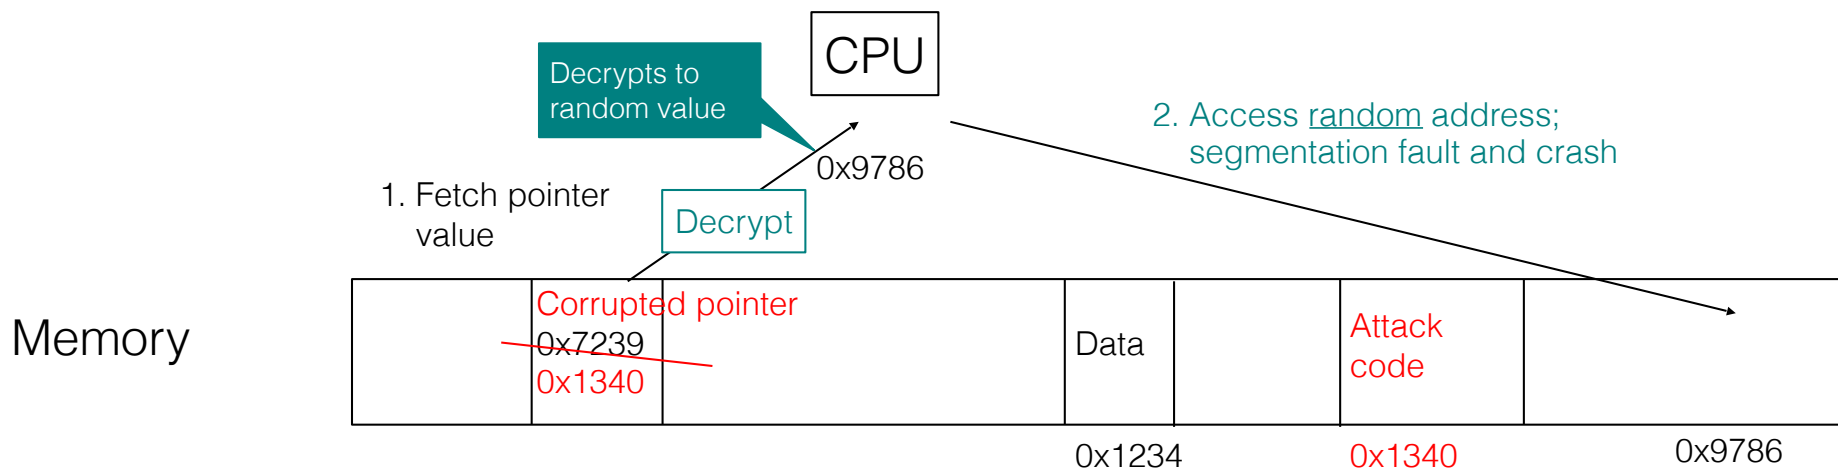 CPU
Decrypts to
random value
2. Access random address;
segmentation fault and crash
0x9786
1. Fetch pointer
value
Decrypt
Memory
Corrupted pointer
0x7239
0x1340
Data
Attack
code
0x1234
0x1340
0x9786